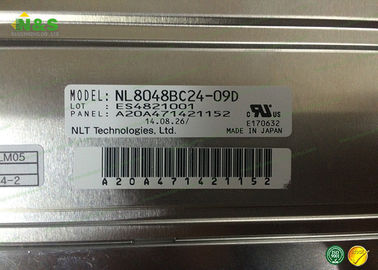 N&S
MODEL: NL8048BC24-09D
LOT : ES4821001
PANEL: A20A471421152
14.08.26/
E170632
NLT Technologies, Ltd. MADE IN JAPAN
C US
LM05
4-2
A20A471421152